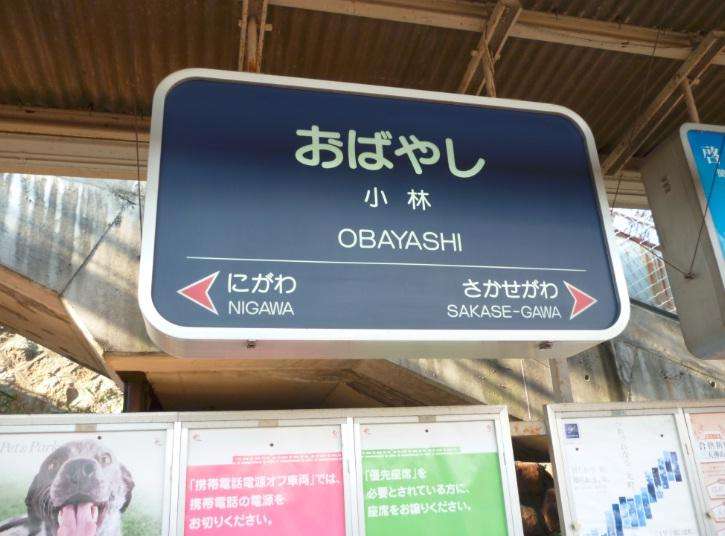 おばやし
小林
OBAYASHI
にがわ
NIGAWA
さかせがわ
SAKASE-GAWA
「携帯電話電源オフ車両」では、
携帯電話の電源を
お切りください。
「優先座席」を
必要とされている方に、
座席をお譲りください。